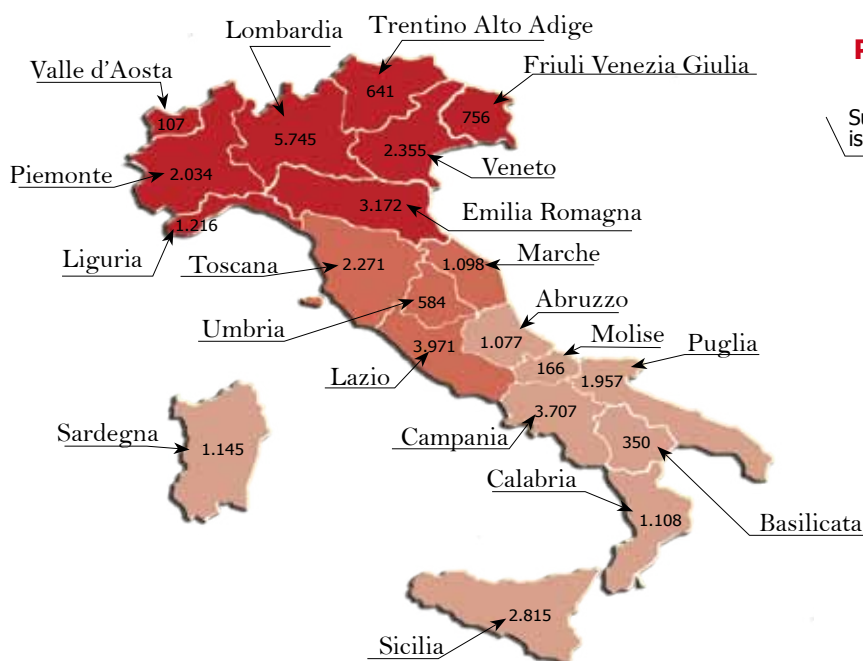 Trentino Alto Adige
Lombardia
P
Valle d'Aosta
Friuli Venezia Giulia
641
756
107
5.745
2.355
Veneto
Piemonte
2.034
3.172
Emilia Romagna
1.216
Liguria
Toscana
2.271
1.098
Marche
584
Umbria
Abruzzo
1.077
Molise
3.971
Lazio
166
Puglia
1.957
Sardegna
1.145
3.707
Campania
350
Calabria
1.108
Basilicata
2.815
Sicilia
is